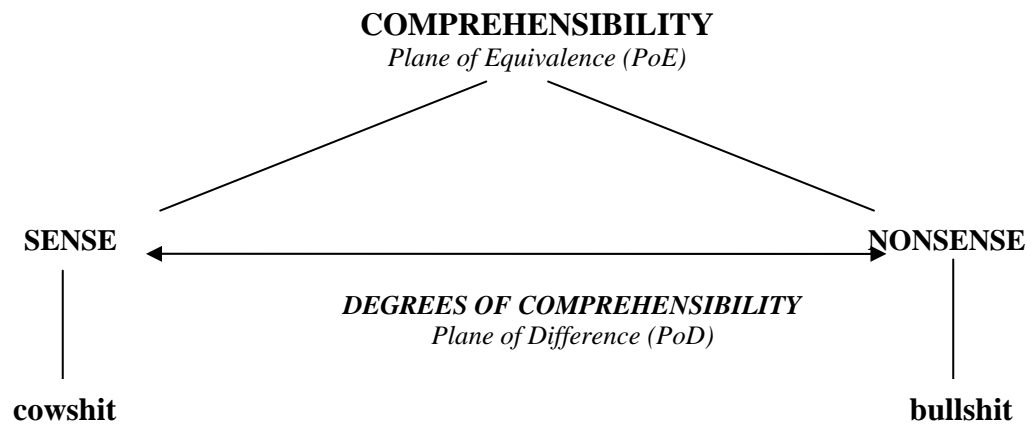 COMPREHENSIBILITY
Plane of Equivalence (PoE)
SENSE
NONSENSE
DEGREES OF COMPREHENSIBILITY
Plane of Difference (PoD)
cowshit
bullshit